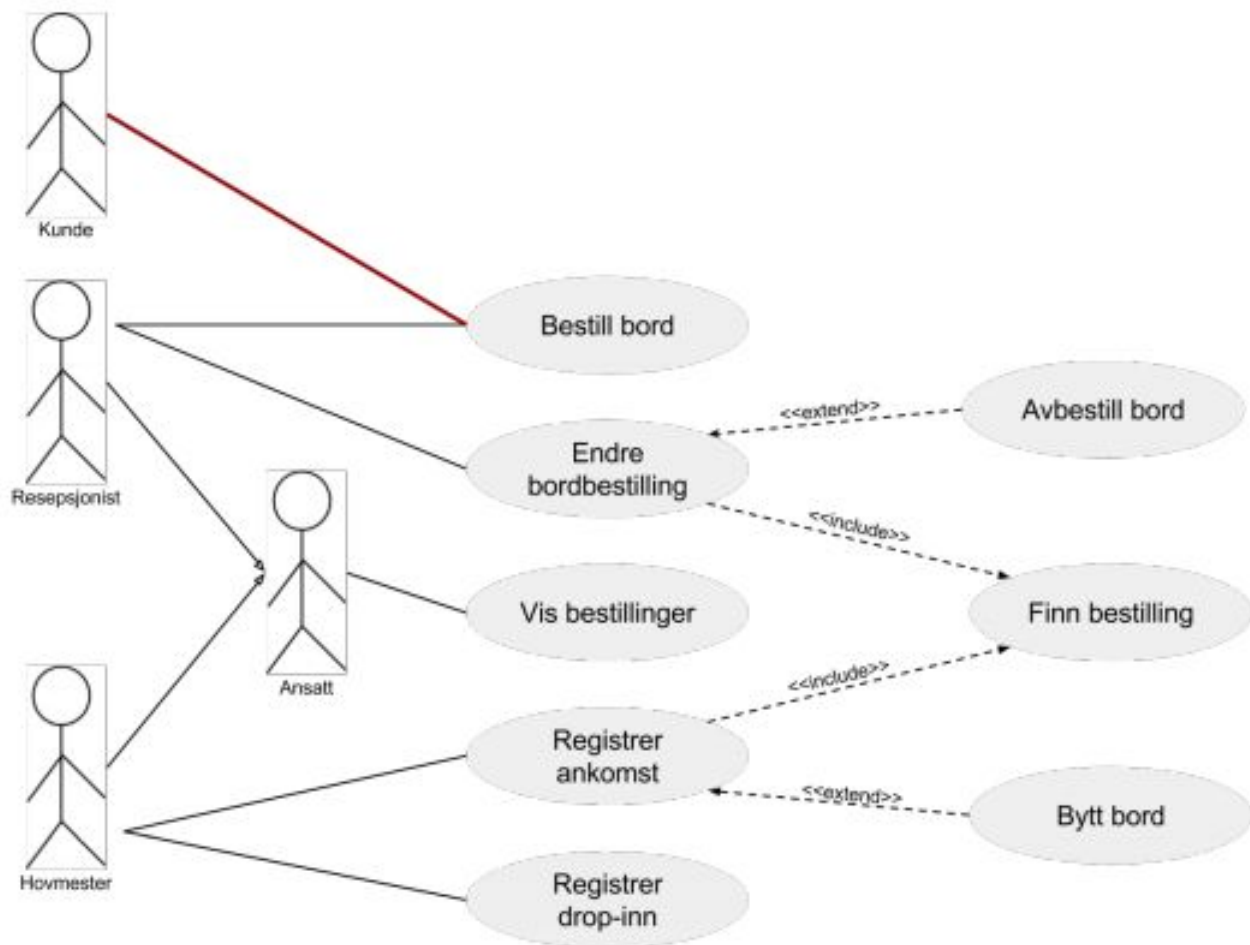 Kunde
Bestill bord
Resepsjonist
<<extend>>
Avbestill bord
Endre
bordbestilling
<<include>>
Ansatt
Vis bestillinger
Finn bestilling
<<include>>
Hovmester
Registrer
ankomst
<<extend>>
Bytt bord
Registrer
drop-inn